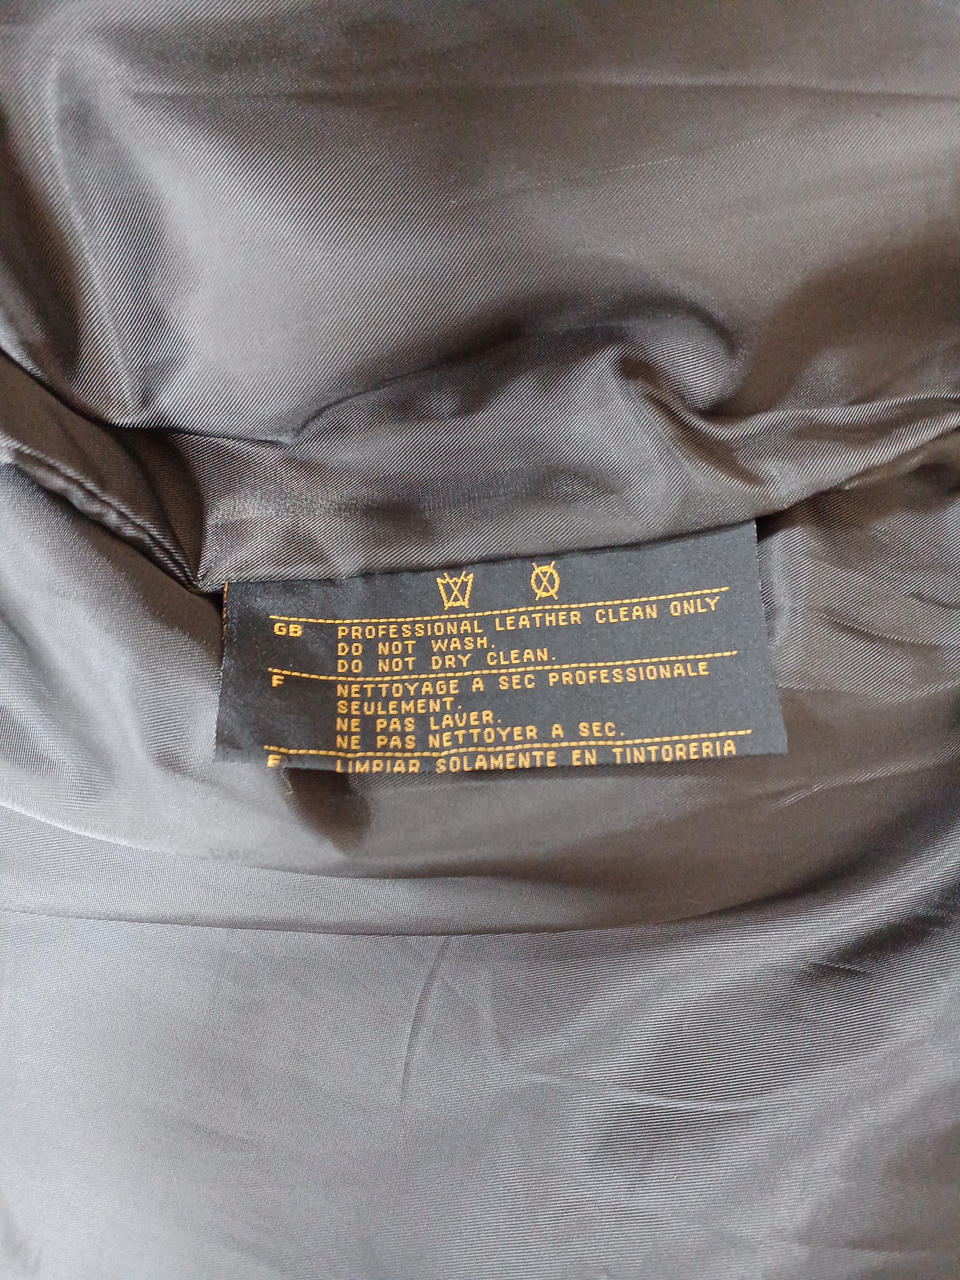 GB PROFESSIONAL LEATHER CLEAN ONLY
DO NOT WASH.
DO NOT DRY CLEAN.
F NETTOYAGE A SEC PROFESSIONALE
SEULEMENT.
NE PAS LAVER.
NE PAS NETTOYER A SEC.
E LIMPIAR SOLAMENTE EN TINTORERIA